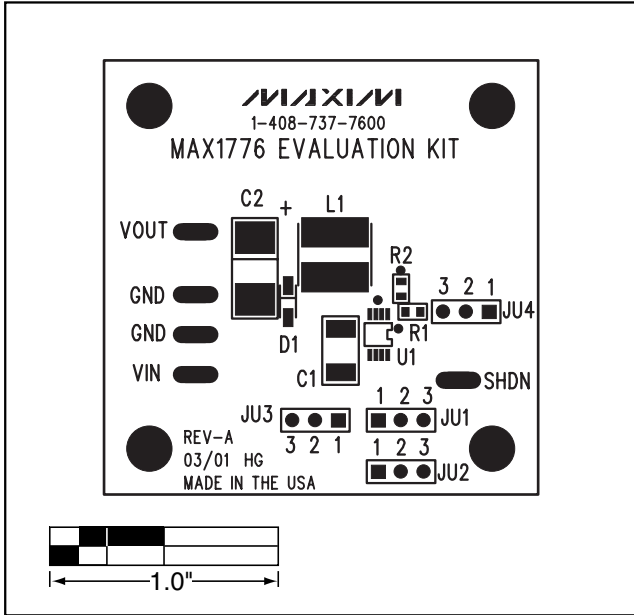 MAXIM
1-408-737-7600
MAX1776 EVALUATION KIT
C2
+
L1
VOUT
R2
GND
3 2 1
JU4
GND
D1
R1
U1
VIN
C1
SHDN
JU3
1 2 3
JU1
3 2 1
REV-A
03/01 HG
MADE IN THE USA
1 2 3
JU2
1.0"